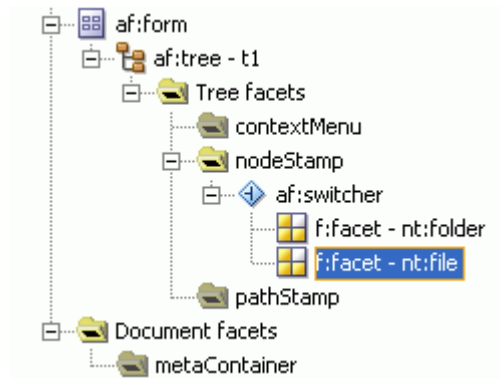 af:form
af:tree - t1
Tree facets
contextMenu
nodeStamp
af:switcher
f:facet - nt:folder
f:facet - nt:file
pathStamp
Document facets
metaContainer